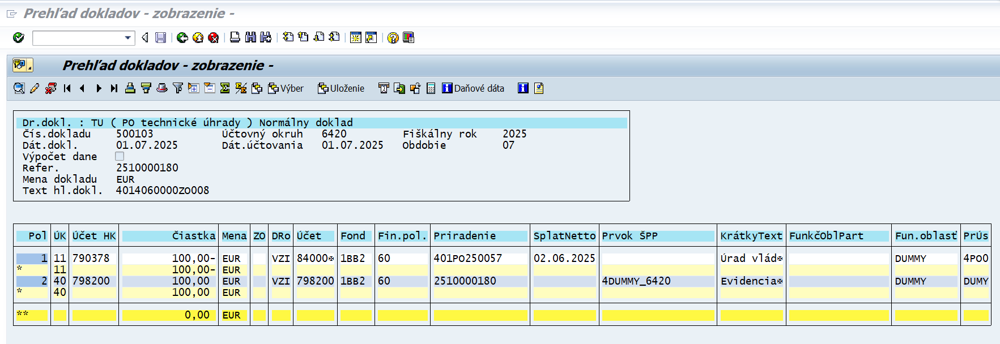 Prehľad dokladov - zobrazenie -
Prehľad dokladov - zobrazenie -
Výber Uloženie Daňové dáta
Dr.dokl. : TU ( PO technické úhrady ) Normálny doklad
Čís.dokladu 500103 Účtovný okruh 6420 Fiškálny rok 2025
Dát.dokl. 01.07.2025 Dát.účtovania 01.07.2025 Obdobie 07
Výpočet dane
Refer. 2510000180
Mena dokladu EUR
Text hl.dokl. 4014060000ZO008
Pol ÚK Účet HK Čiastka Mena ZO DRo Účet Fond Fin.pol. Priradenie SplatNetto Prvok ŠPP KrátkyText FunkčOblPart Fun.oblasť PrÚs
1 11 790378 100,00- EUR VZI 84000 1BB2 60 401PO250057 02.06.2025 Úrad vlád DUMMY 4PO0
* 11 100,00- EUR
2 40 798200 100,00 EUR VZI 798200 1BB2 60 2510000180 4DUMMY_6420 Evidencia DUMMY DUMY
* 40 100,00 EUR
** 0,00 EUR